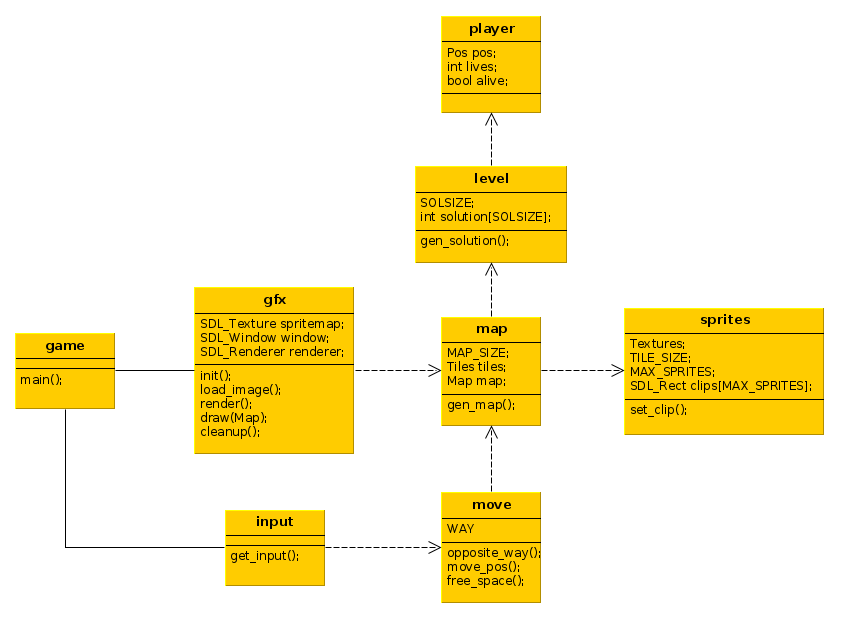 player
Pos pos;
int lives;
bool alive;
level
SOLSIZE;
int solution[SOLSIZE];
gen_solution();
gfx
SDL_Texture spritemap;
SDL_Window window;
SDL_Renderer renderer;
init();
load_image();
render();
draw(Map);
cleanup();
game
main();
map
MAP_SIZE;
Tiles tiles;
Map map;
gen_map();
sprites
Textures;
TILE_SIZE;
MAX_SPRITES;
SDL_Rect clips[MAX_SPRITES];
set_clip();
input
get_input();
move
WAY
opposite_way();
move_pos();
free_space();